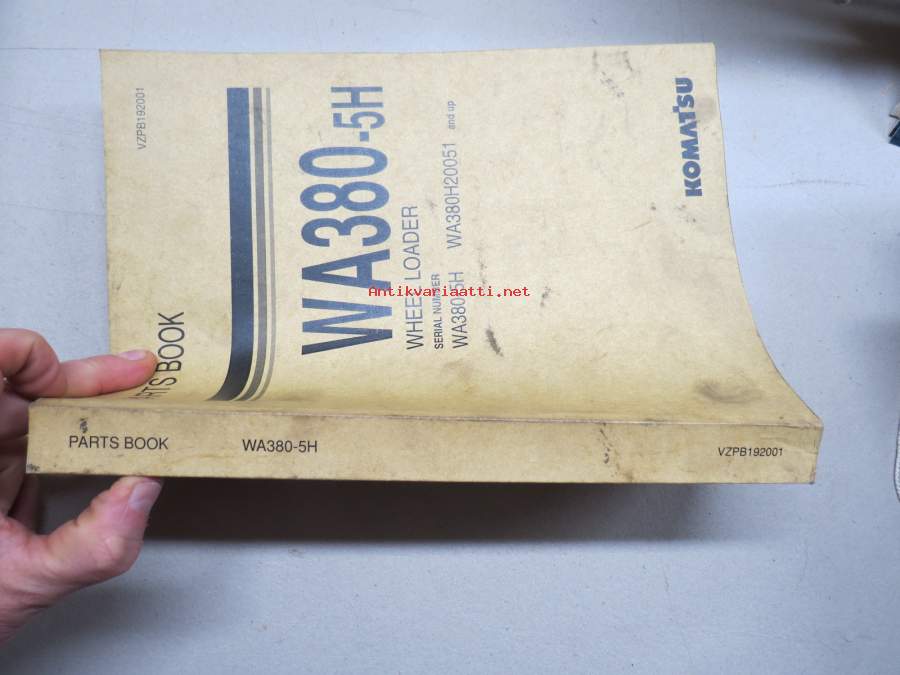 VZPB192001
PARTS BOOK
WA380-5H
WHEEL LOADER
SERIAL NUMBER
WA380-5H WA380H20051 and up
KOMATSU
Antikvariaatti.net
PARTS BOOK WA380-5H VZPB192001